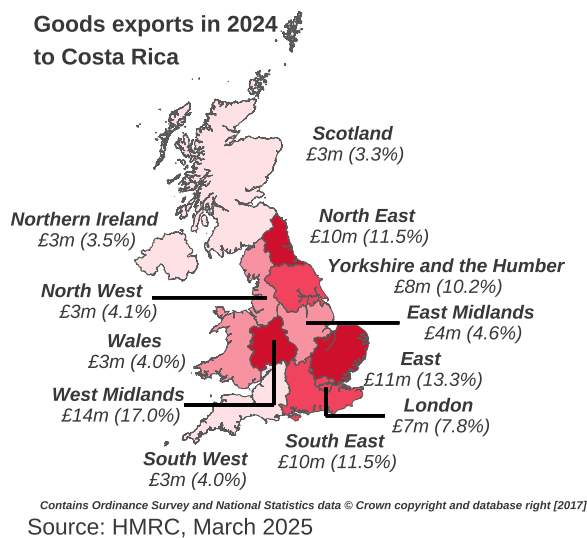 Goods exports in 2024
to Costa Rica
Scotland
£3m (3.3%)
Northern Ireland
£3m (3.5%)
North East
£10m (11.5%)
Yorkshire and the Humber
£8m (10.2%)
North West
£3m (4.1%)
East Midlands
£4m (4.6%)
Wales
£3m (4.0%)
East
£11m (13.3%)
West Midlands
£14m (17.0%)
London
£7m (7.8%)
South East
£10m (11.5%)
South West
£3m (4.0%)
Contains Ordinance Survey and National Statistics data © Crown copyright and database right [2017]
Source: HMRC, March 2025